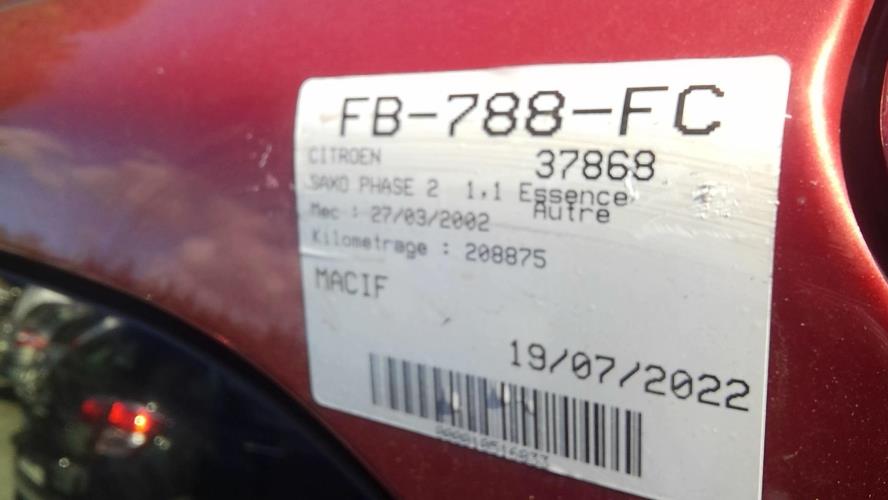 FB-788-FC
CITROEN 37868
SAXO PHASE 2 1,1 Essence
Autre
Mec : 27/03/2002
Kilometrage : 208875
MACIF
19/07/2022
000010516833